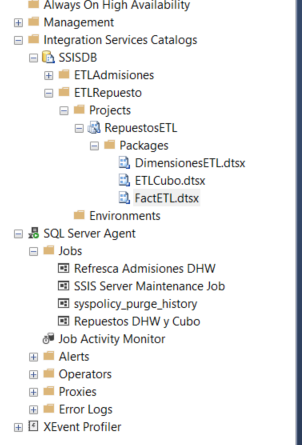 Always On High Availability
Management
Integration Services Catalogs
SSISDB
ETLAdmisiones
ETLRepuesto
Projects
RepuestosETL
Packages
DimensionesETL.dtsx
ETLCubo.dtsx
FactETL.dtsx
Environments
SQL Server Agent
Jobs
Refresca Admisiones DHW
SSIS Server Maintenance Job
syspolicy_purge_history
Repuestos DHW y Cubo
Job Activity Monitor
Alerts
Operators
Proxies
Error Logs
XEvent Profiler